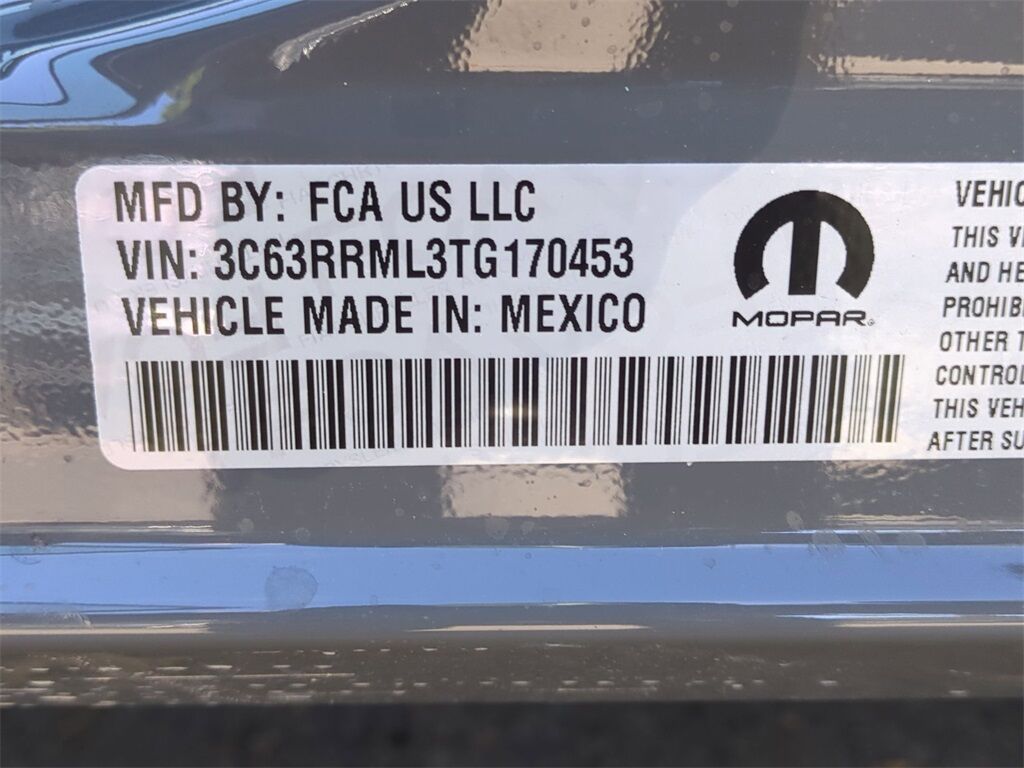 MFD BY: FCA US LLC
VIN: 3C63RRML3TG170453
VEHICLE MADE IN: MEXICO
MOPAR®
VEHIC
THIS V
AND HE
PROHIB
OTHER T
CONTROL
THIS VEH
AFTER SU